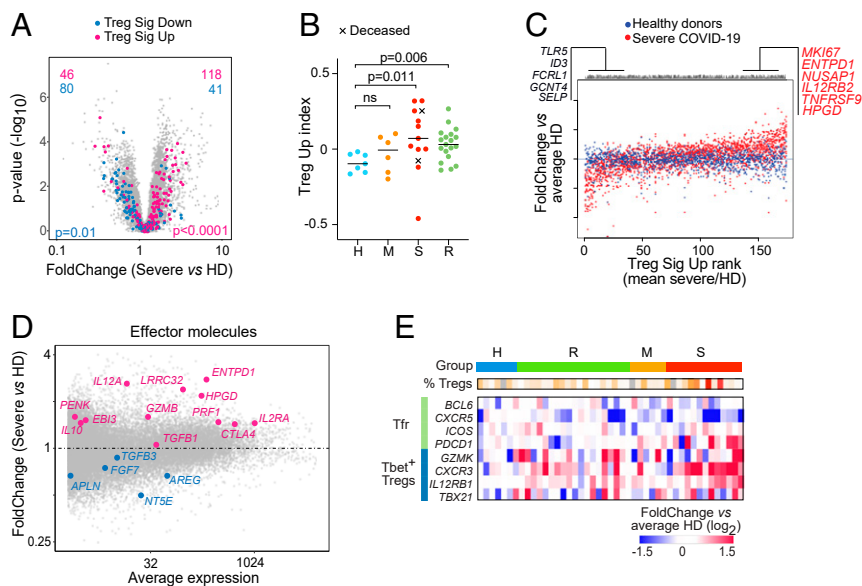 A
Treg Sig Down
Treg Sig Up
46
80
118
41
p=0.01
p<0.0001
p-value (-log10)
6
4
2
0
0.1
1
10
FoldChange (Severe vs HD)
B
× Deceased
p=0.006
p=0.011
ns
Treg Up index
0.5
0
-0.5
H M S R
C
Healthy donors
Severe COVID-19
TLR5
ID3
FCRL1
GCNT4
SELP
MKI67
ENTPD1
NUSAP1
IL12RB2
TNFRSF9
HPGD
FoldChange vs
average HD
0 50 100 150
Treg Sig Up rank
(mean severe/HD)
D
Effector molecules
FoldChange (Severe vs HD)
4
1
0.25
IL12A
LRRC32
ENTPD1
HPGD
PENK
EBI3
IL10
GZMB
PRF1
IL2RA
CTLA4
TGFB1
TGFB3
FGF7
APLN
AREG
NT5E
32
1024
Average expression
E
H R M S
Group
% Tregs
Tfr
BCL6
CXCR5
ICOS
PDCD1
Tbet+
Tregs
GZMK
CXCR3
IL12RB1
TBX21
FoldChange vs
average HD (log2)
-1.5 0 1.5